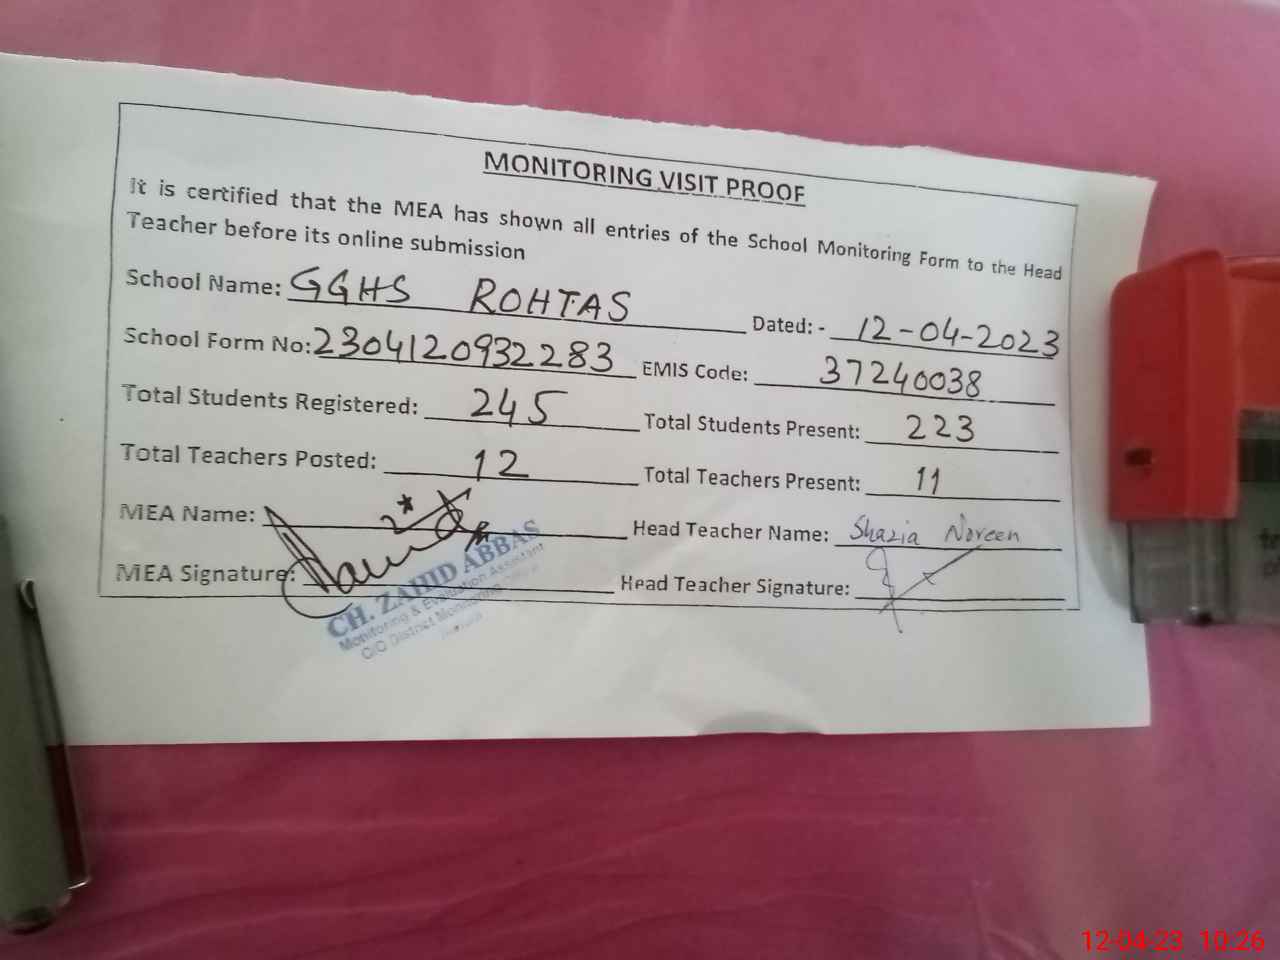 MONITORING VISIT PROOF
It is certified that the MEA has shown all entries of the School Monitoring Form to the Head
Teacher before its online submission
School Name: GGHS ROHTAS Dated: - 12-04-2023
School Form No: 2304120932283 EMIS Code: 37240038
Total Students Registered: 245 Total Students Present: 223
Total Teachers Posted: 12 Total Teachers Present: 11
MEA Name: Head Teacher Name: Shazia Noreen
MEA Signature: Head Teacher Signature:
CH. ZAHID ABBAS
Monitoring & Evaluation Assistant
C/O District Monitoring Office
12-04-23 10:26